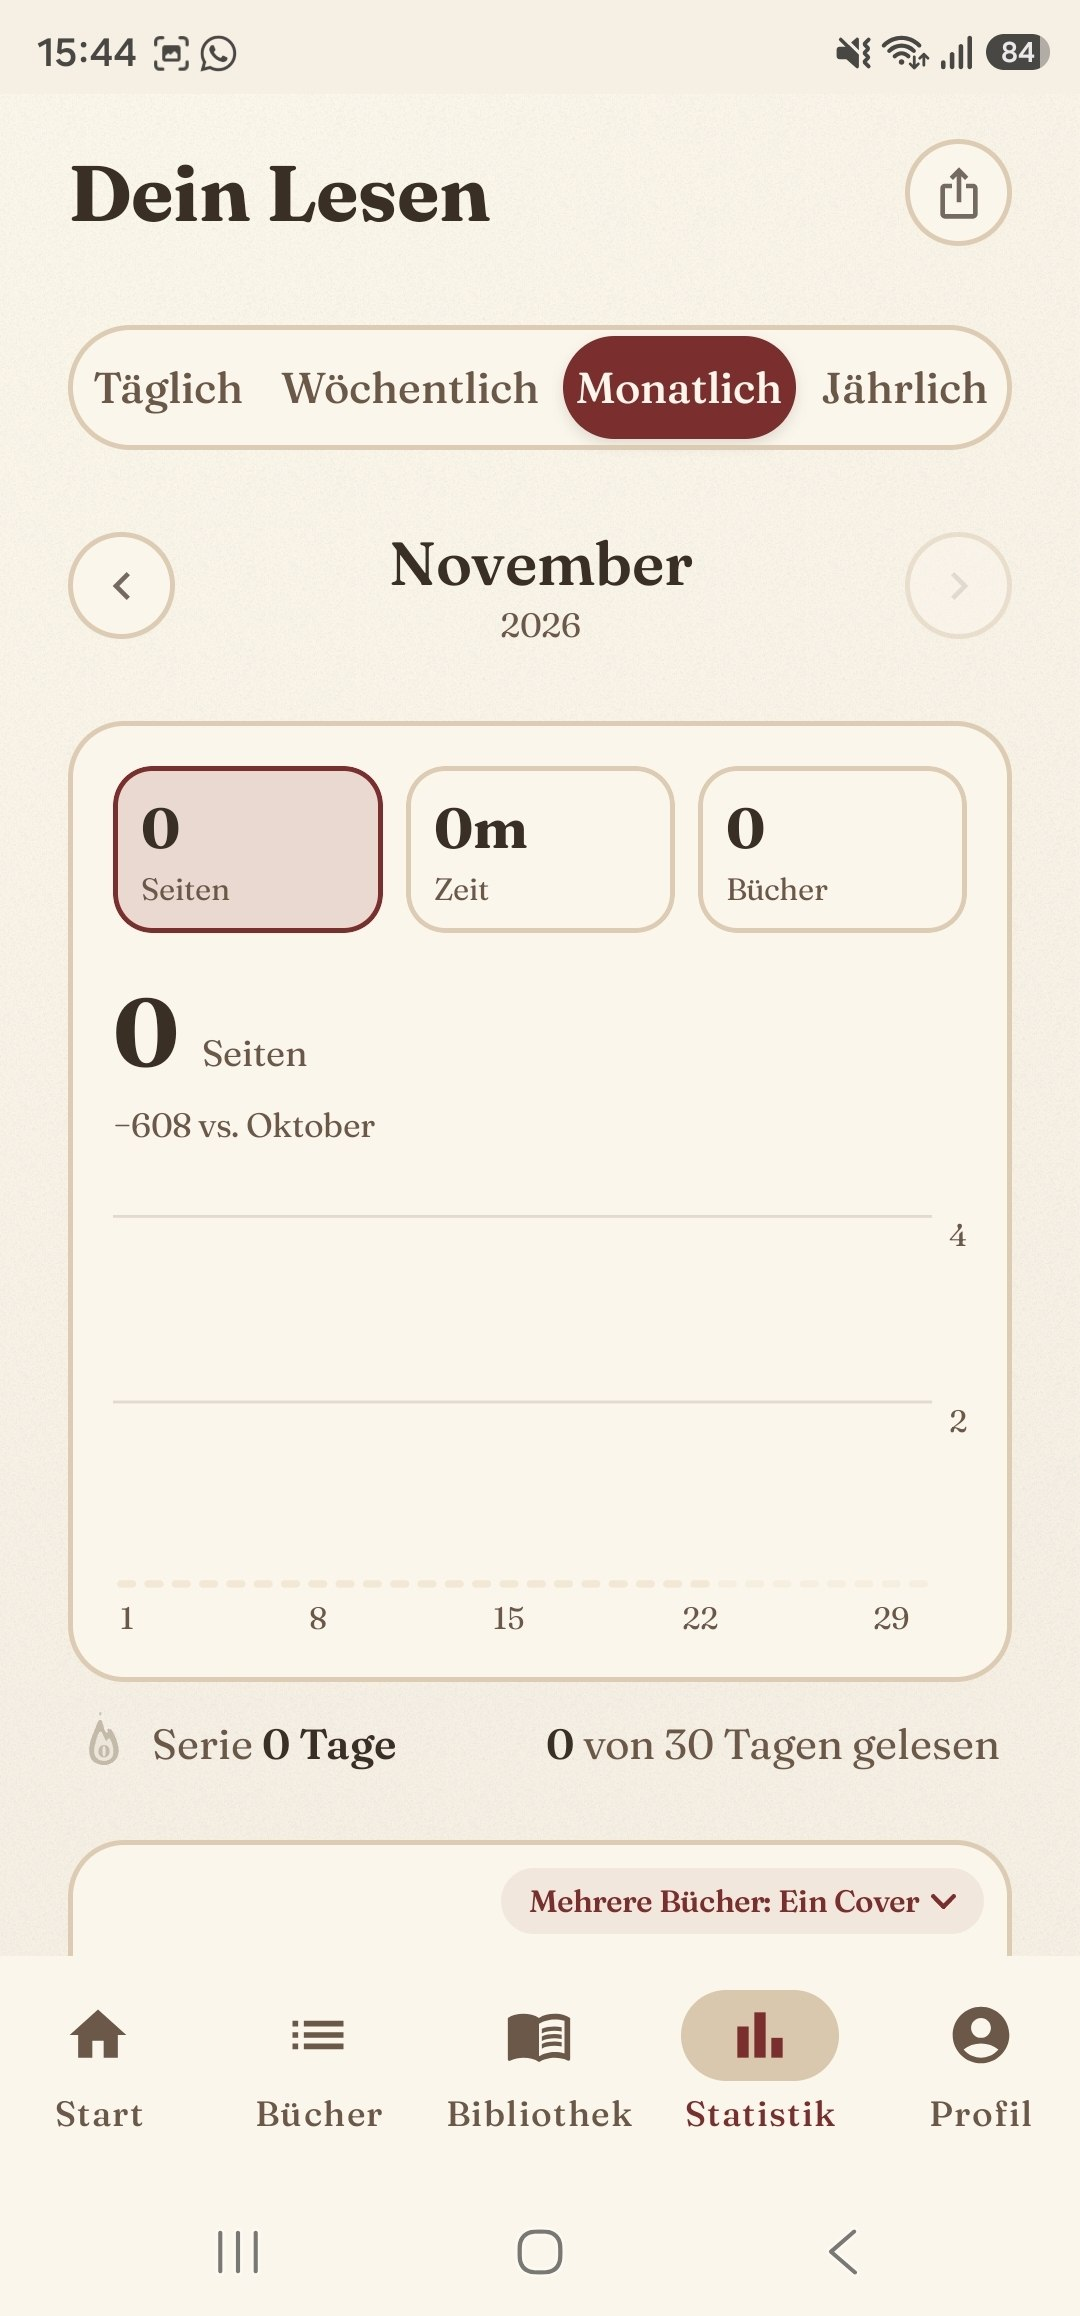 15:44
84
Dein Lesen
Täglich Wöchentlich Monatlich Jährlich
November
2026
0 0m 0
Seiten Zeit Bücher
0 Seiten
−608 vs. Oktober
4
2
1 8 15 22 29
0 Serie 0 Tage 0 von 30 Tagen gelesen
Mehrere Bücher: Ein Cover
Start Bücher Bibliothek Statistik Profil